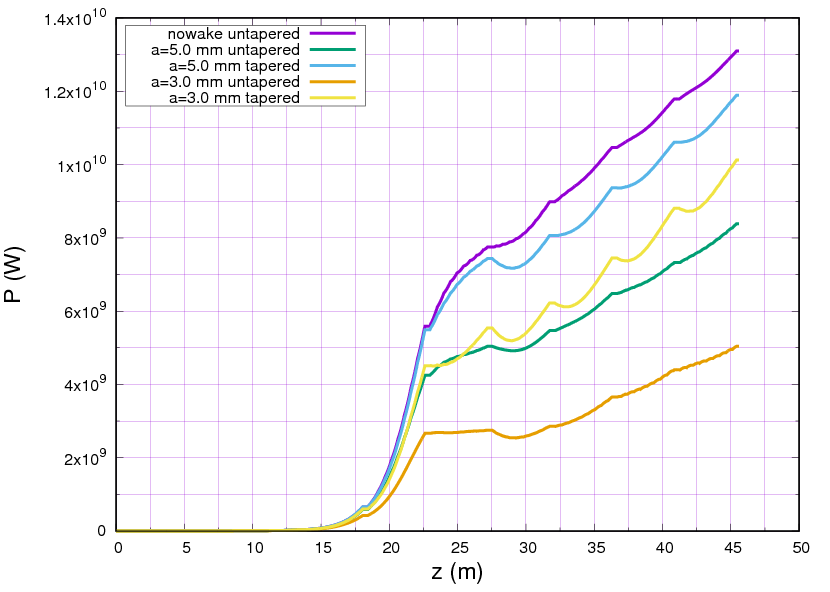 1.4x10^10
1.2x10^10
1x10^10
8x10^9
6x10^9
4x10^9
2x10^9
0
P (W)
nowake untapered
a=5.0 mm untapered
a=5.0 mm tapered
a=3.0 mm untapered
a=3.0 mm tapered
0 5 10 15 20 25 30 35 40 45 50
z (m)